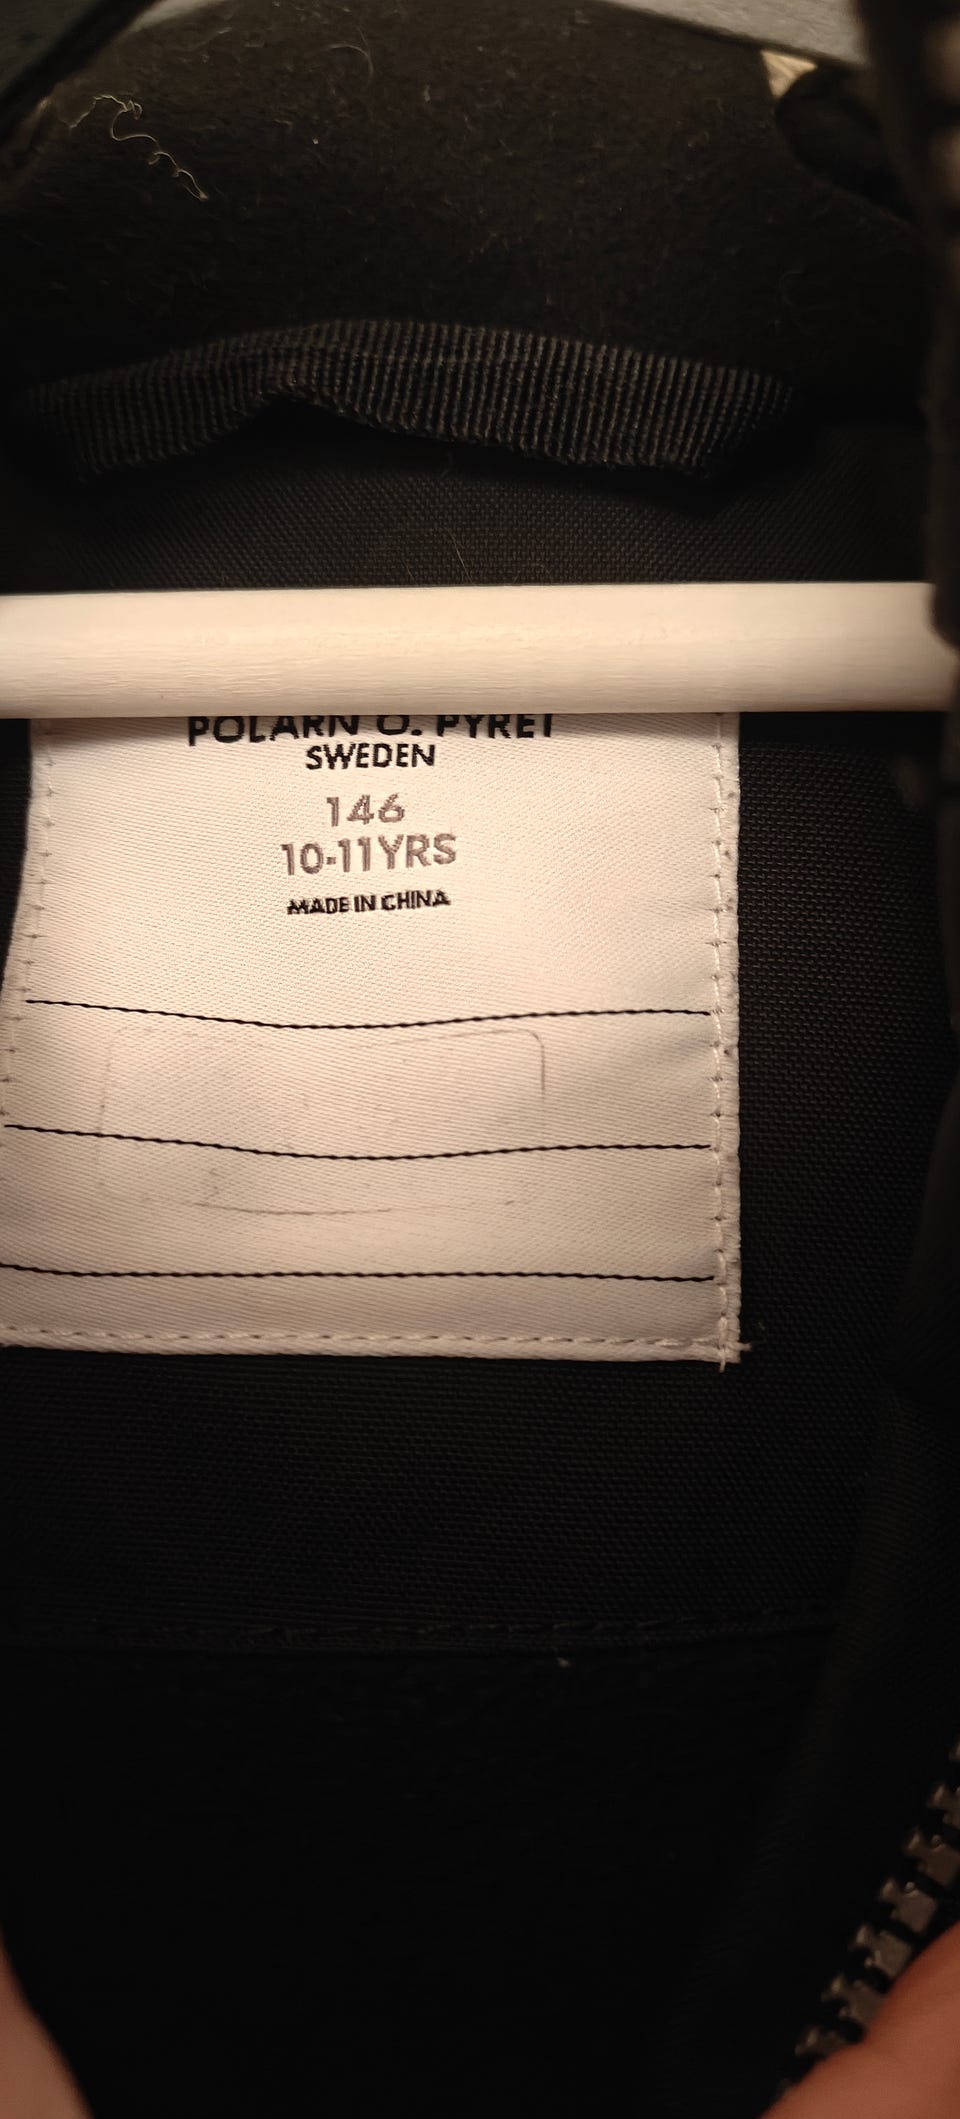 POLARN O. PYRET
SWEDEN
146
10-11YRS
MADE IN CHINA